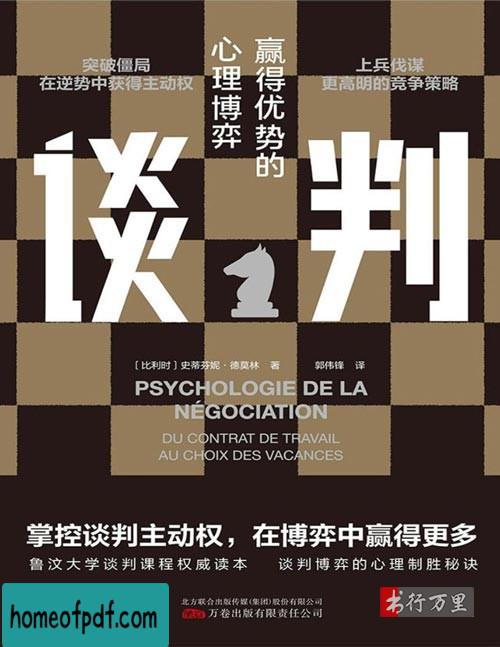 突破僵局
在逆势中获得主动权
赢得优势的
心理博弈
上兵伐谋
更高明的竞争策略
谈判
[比利时] 史蒂芬妮·德莫林 著 郭伟锋 译
PSYCHOLOGIE DE LA
NÉGOCIATION
DU CONTRAT DE TRAVAIL
AU CHOIX DES VACANCES
掌控谈判主动权，在博弈中赢得更多
鲁汶大学谈判课程权威读本 谈判博弈的心理制胜秘诀
北方联合出版传媒(集团)股份有限公司
万卷出版有限责任公司
书行万里
homeofpdf.com